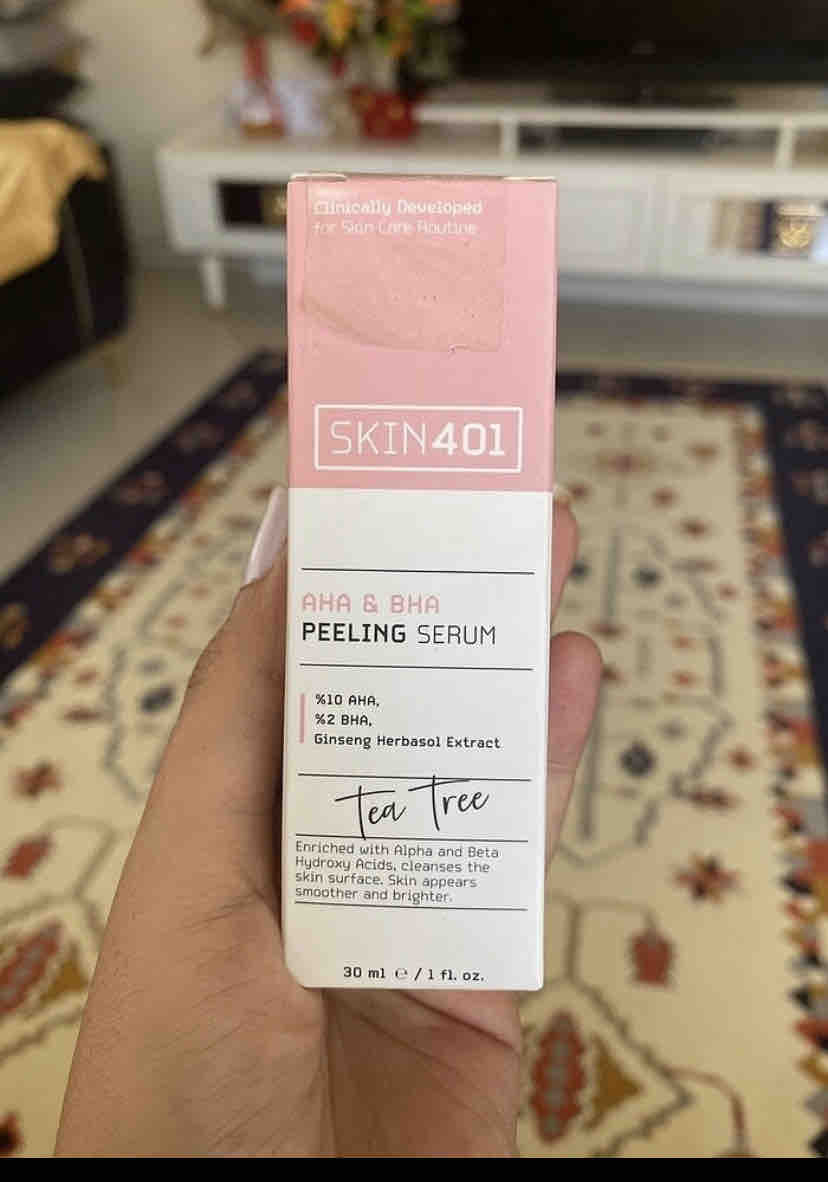 Clinically Developed
for Skin Care Routine
SKIN401
AHA & BHA
PEELING SERUM
%10 AHA,
%2 BHA,
Ginseng Herbasol Extract
Tea Tree
Enriched with Alpha and Beta
Hydroxy Acids, cleanses the
skin surface. Skin appears
smoother and brighter.
30 ml ℮ / 1 fl. oz.